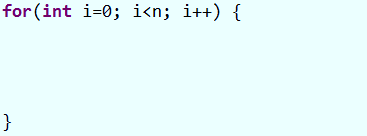 for(int i=0; i<n; i++) {
}